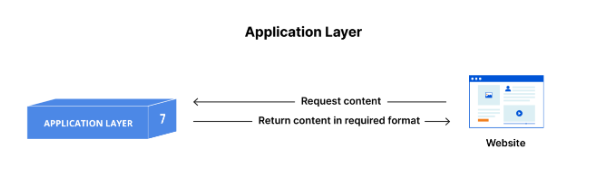 Application Layer
Request content
APPLICATION LAYER 7
Return content in required format
Website